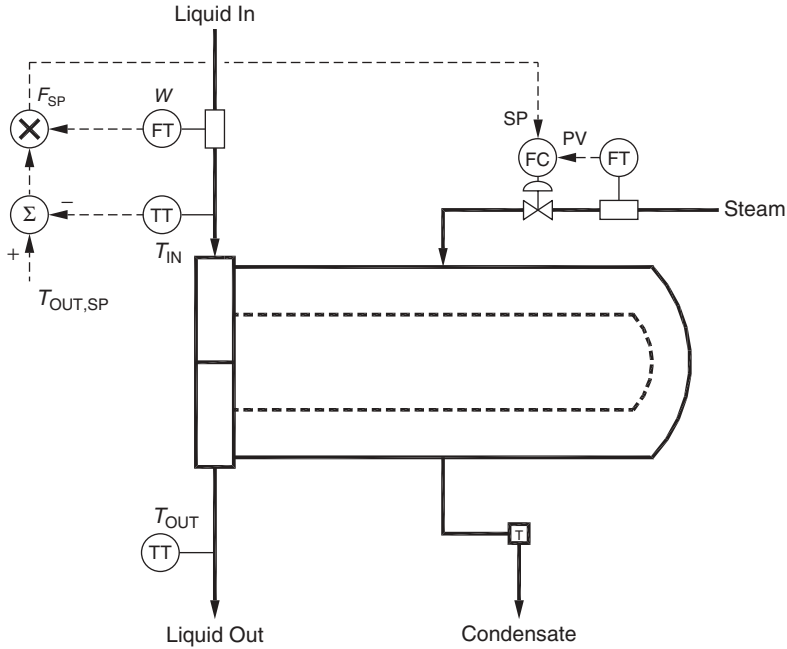 Liquid In
F_SP
W
FT
SP
PV
FC
FT
Σ
−
TT
Steam
+
T_IN
T_OUT,SP
T_OUT
TT
T
Liquid Out
Condensate